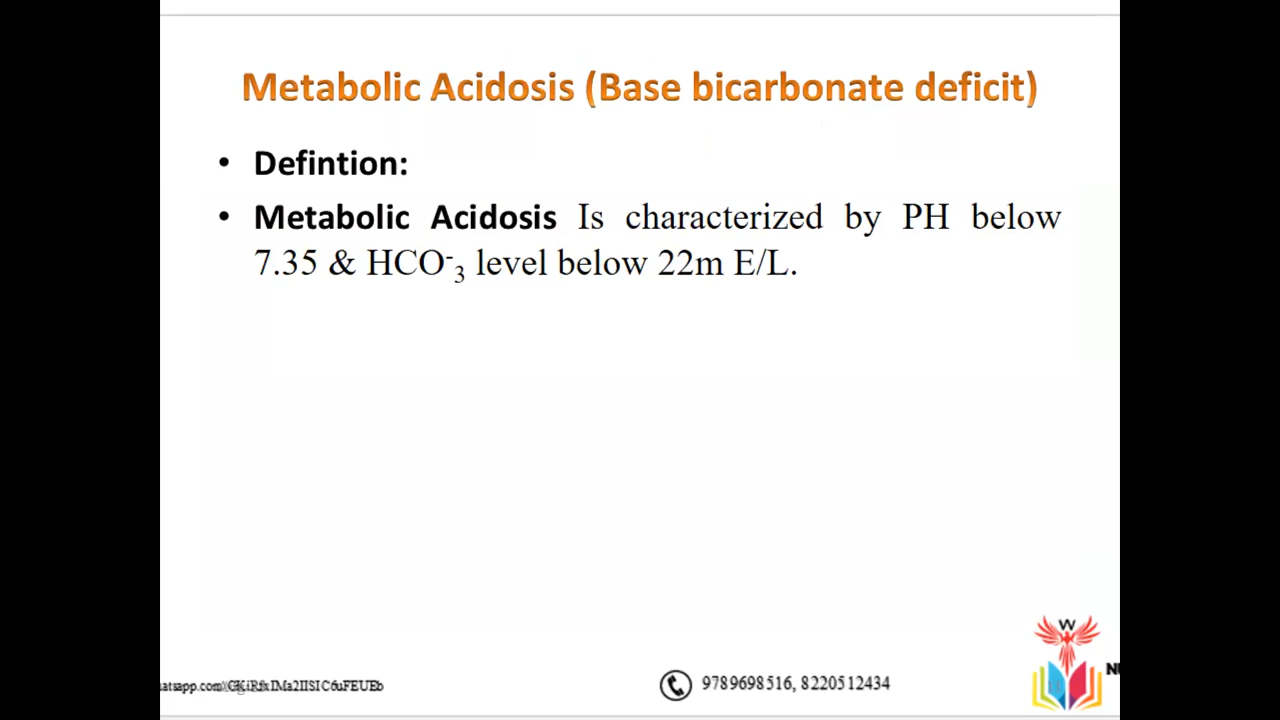 Metabolic Acidosis (Base bicarbonate deficit)
• Defintion:
• Metabolic Acidosis Is characterized by PH below
7.35 & HCO⁻₃ level below 22m E/L.
W
9789698516, 8220512434